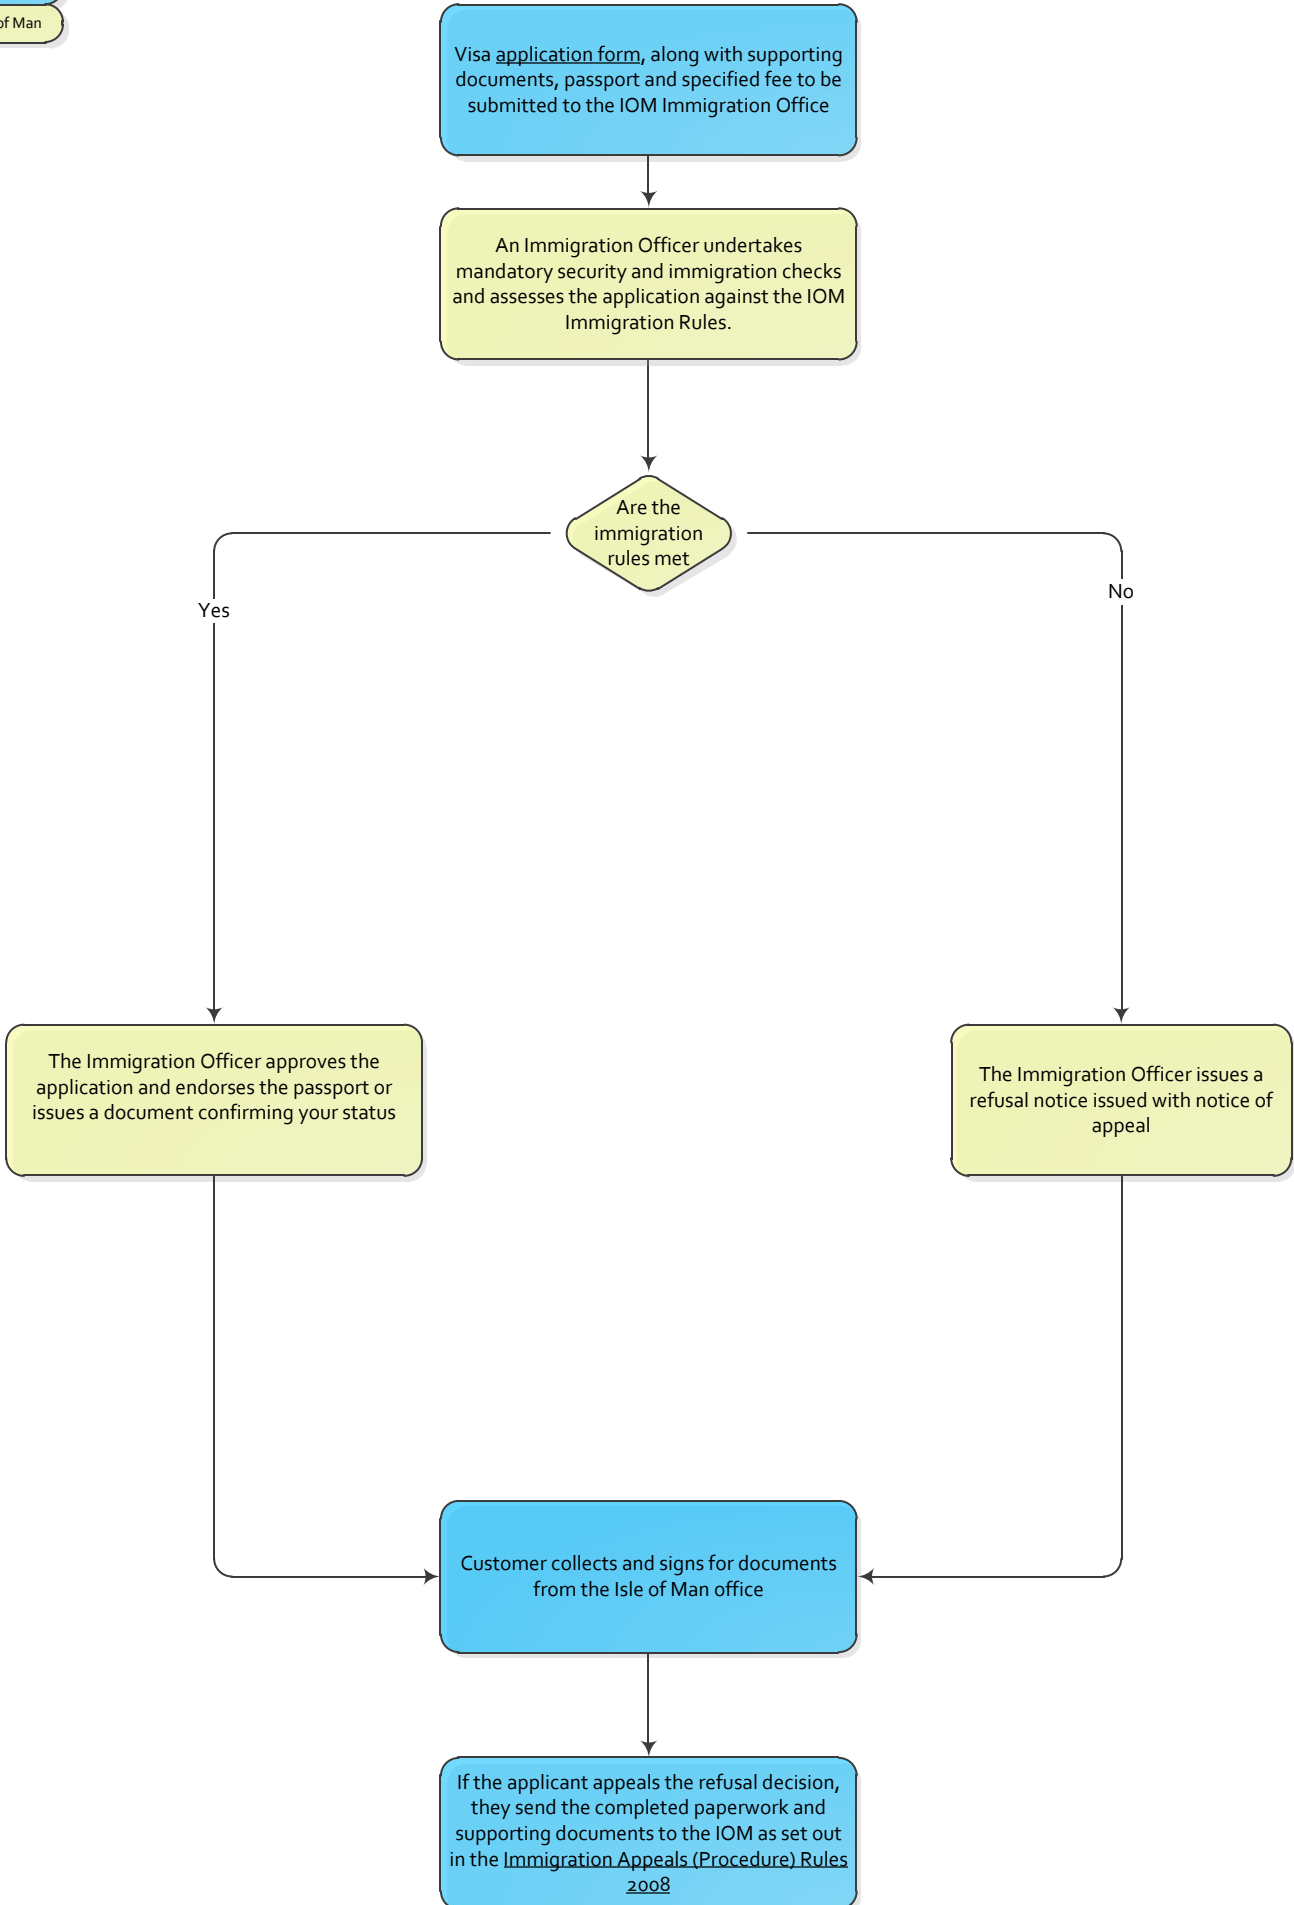 of Man
Visa application form, along with supporting
documents, passport and specified fee to be
submitted to the IOM Immigration Office
An Immigration Officer undertakes
mandatory security and immigration checks
and assesses the application against the IOM
Immigration Rules.
Are the
immigration
rules met
Yes
No
The Immigration Officer approves the
application and endorses the passport or
issues a document confirming your status
The Immigration Officer issues a
refusal notice issued with notice of
appeal
Customer collects and signs for documents
from the Isle of Man office
If the applicant appeals the refusal decision,
they send the completed paperwork and
supporting documents to the IOM as set out
in the Immigration Appeals (Procedure) Rules
2008